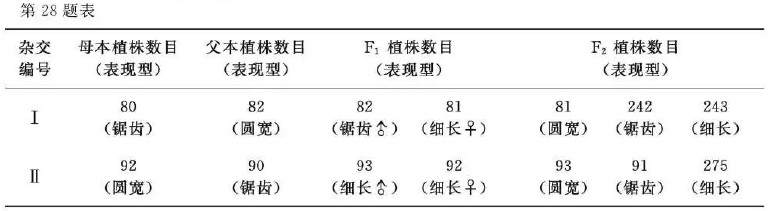 第 28 题表
杂交 母本植株数目 父本植株数目 F₁ 植株数目 F₂ 植株数目
编号 （表现型） （表现型） （表现型） （表现型）
Ⅰ 80 82 82 81 81 242 243
（锯齿） （圆宽） （锯齿♂） （细长♀） （圆宽） （锯齿） （细长）
Ⅱ 92 90 93 92 93 91 275
（圆宽） （锯齿） （细长♂） （细长♀） （圆宽） （锯齿） （细长）